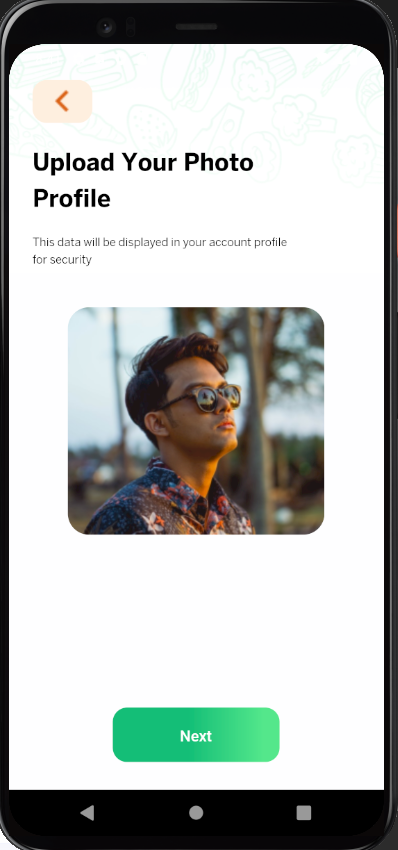 Upload Your Photo
Profile
This data will be displayed in your account profile
for security
Next